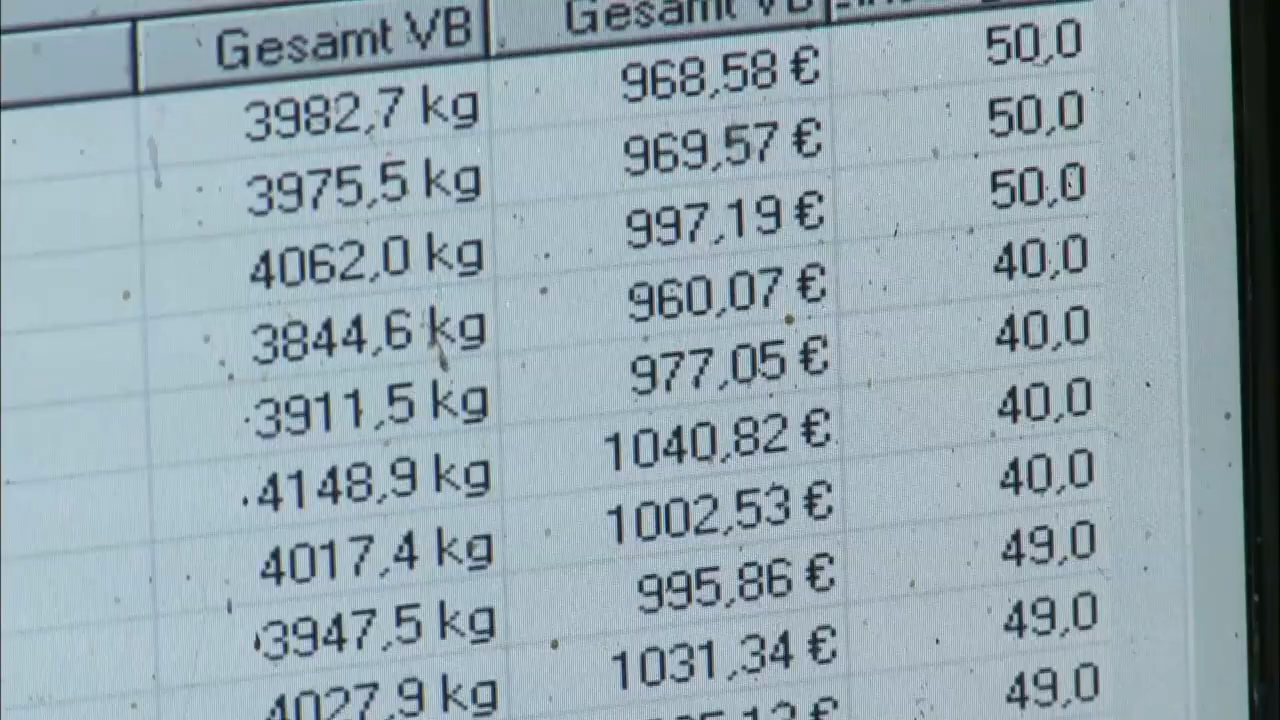 Gesamt VB Gesamt VB
3982,7 kg 968,58 € 50,0
3975,5 kg 969,57 € 50,0
4062,0 kg 997,19 € 50,0
3844,6 kg 960,07 € 40,0
3911,5 kg 977,05 € 40,0
4148,9 kg 1040,82 € 40,0
4017,4 kg 1002,53 € 40,0
3947,5 kg 995,86 € 49,0
4027,9 kg 1031,34 € 49,0
€ 49,0